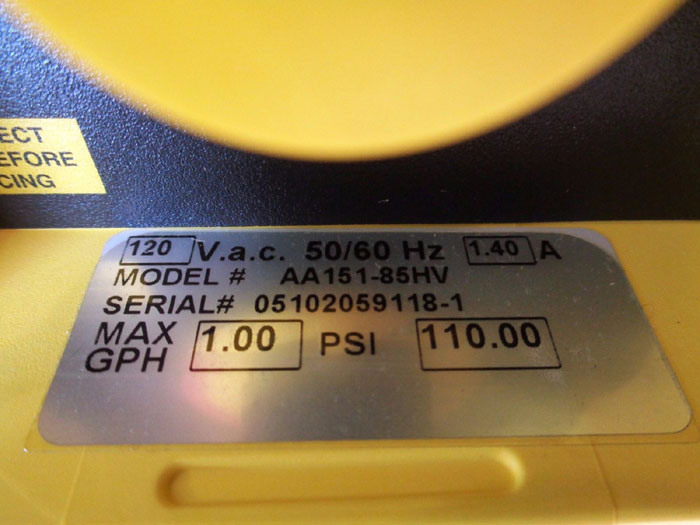 ECT
EFORE
CING
120 V.a.c. 50/60 Hz 1.40 A
MODEL # AA151-85HV
SERIAL# 05102059118-1
MAX GPH 1.00 PSI 110.00